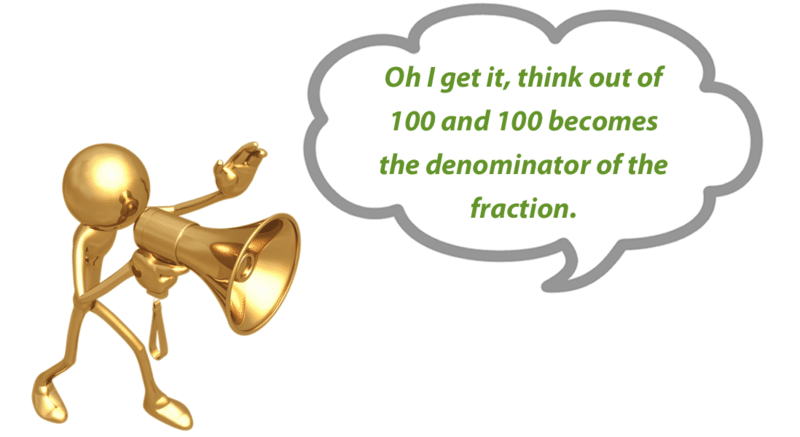 Oh I get it, think out of
100 and 100 becomes
the denominator of the
fraction.